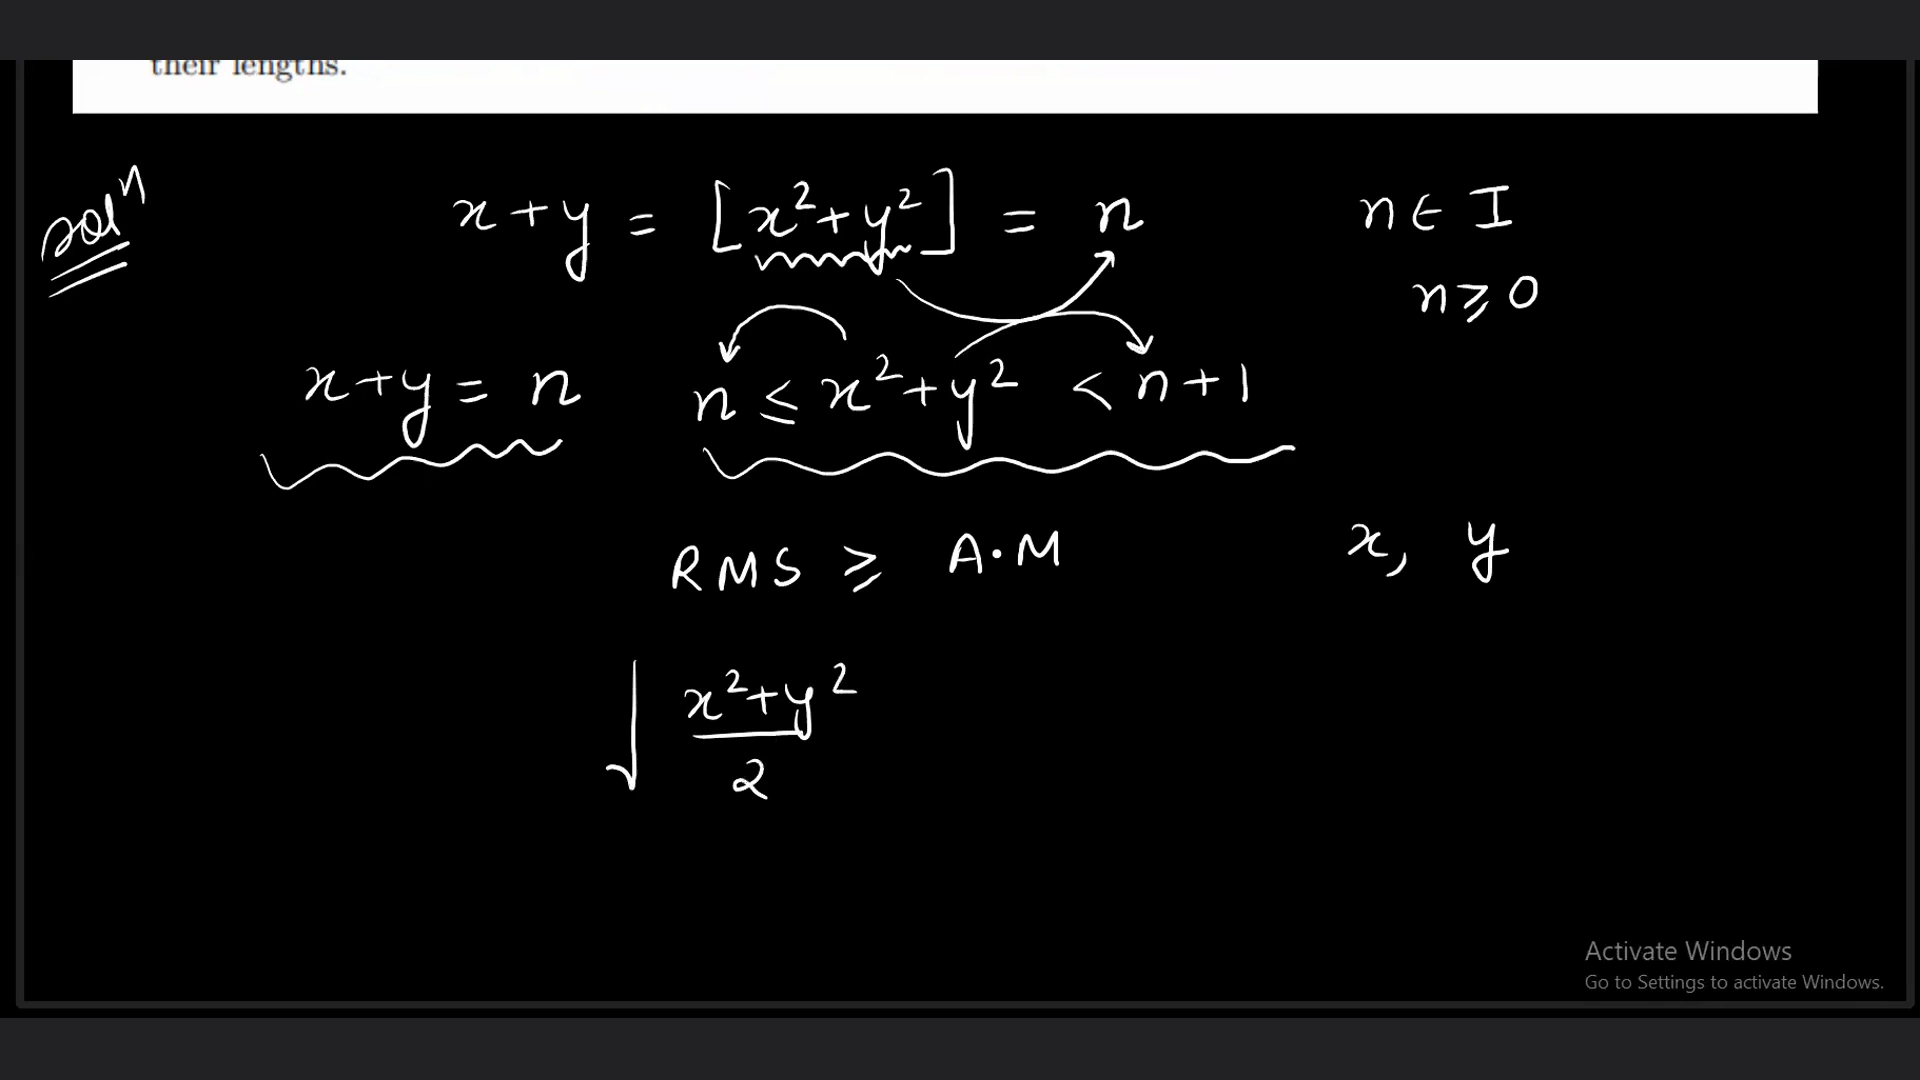 their lengths.
solⁿ x + y = [x² + y²] = n n ∈ I
n ≥ 0
x + y = n n ≤ x² + y² < n + 1
RMS ≥ A.M x, y
√ x² + y²
2
Activate Windows
Go to Settings to activate Windows.